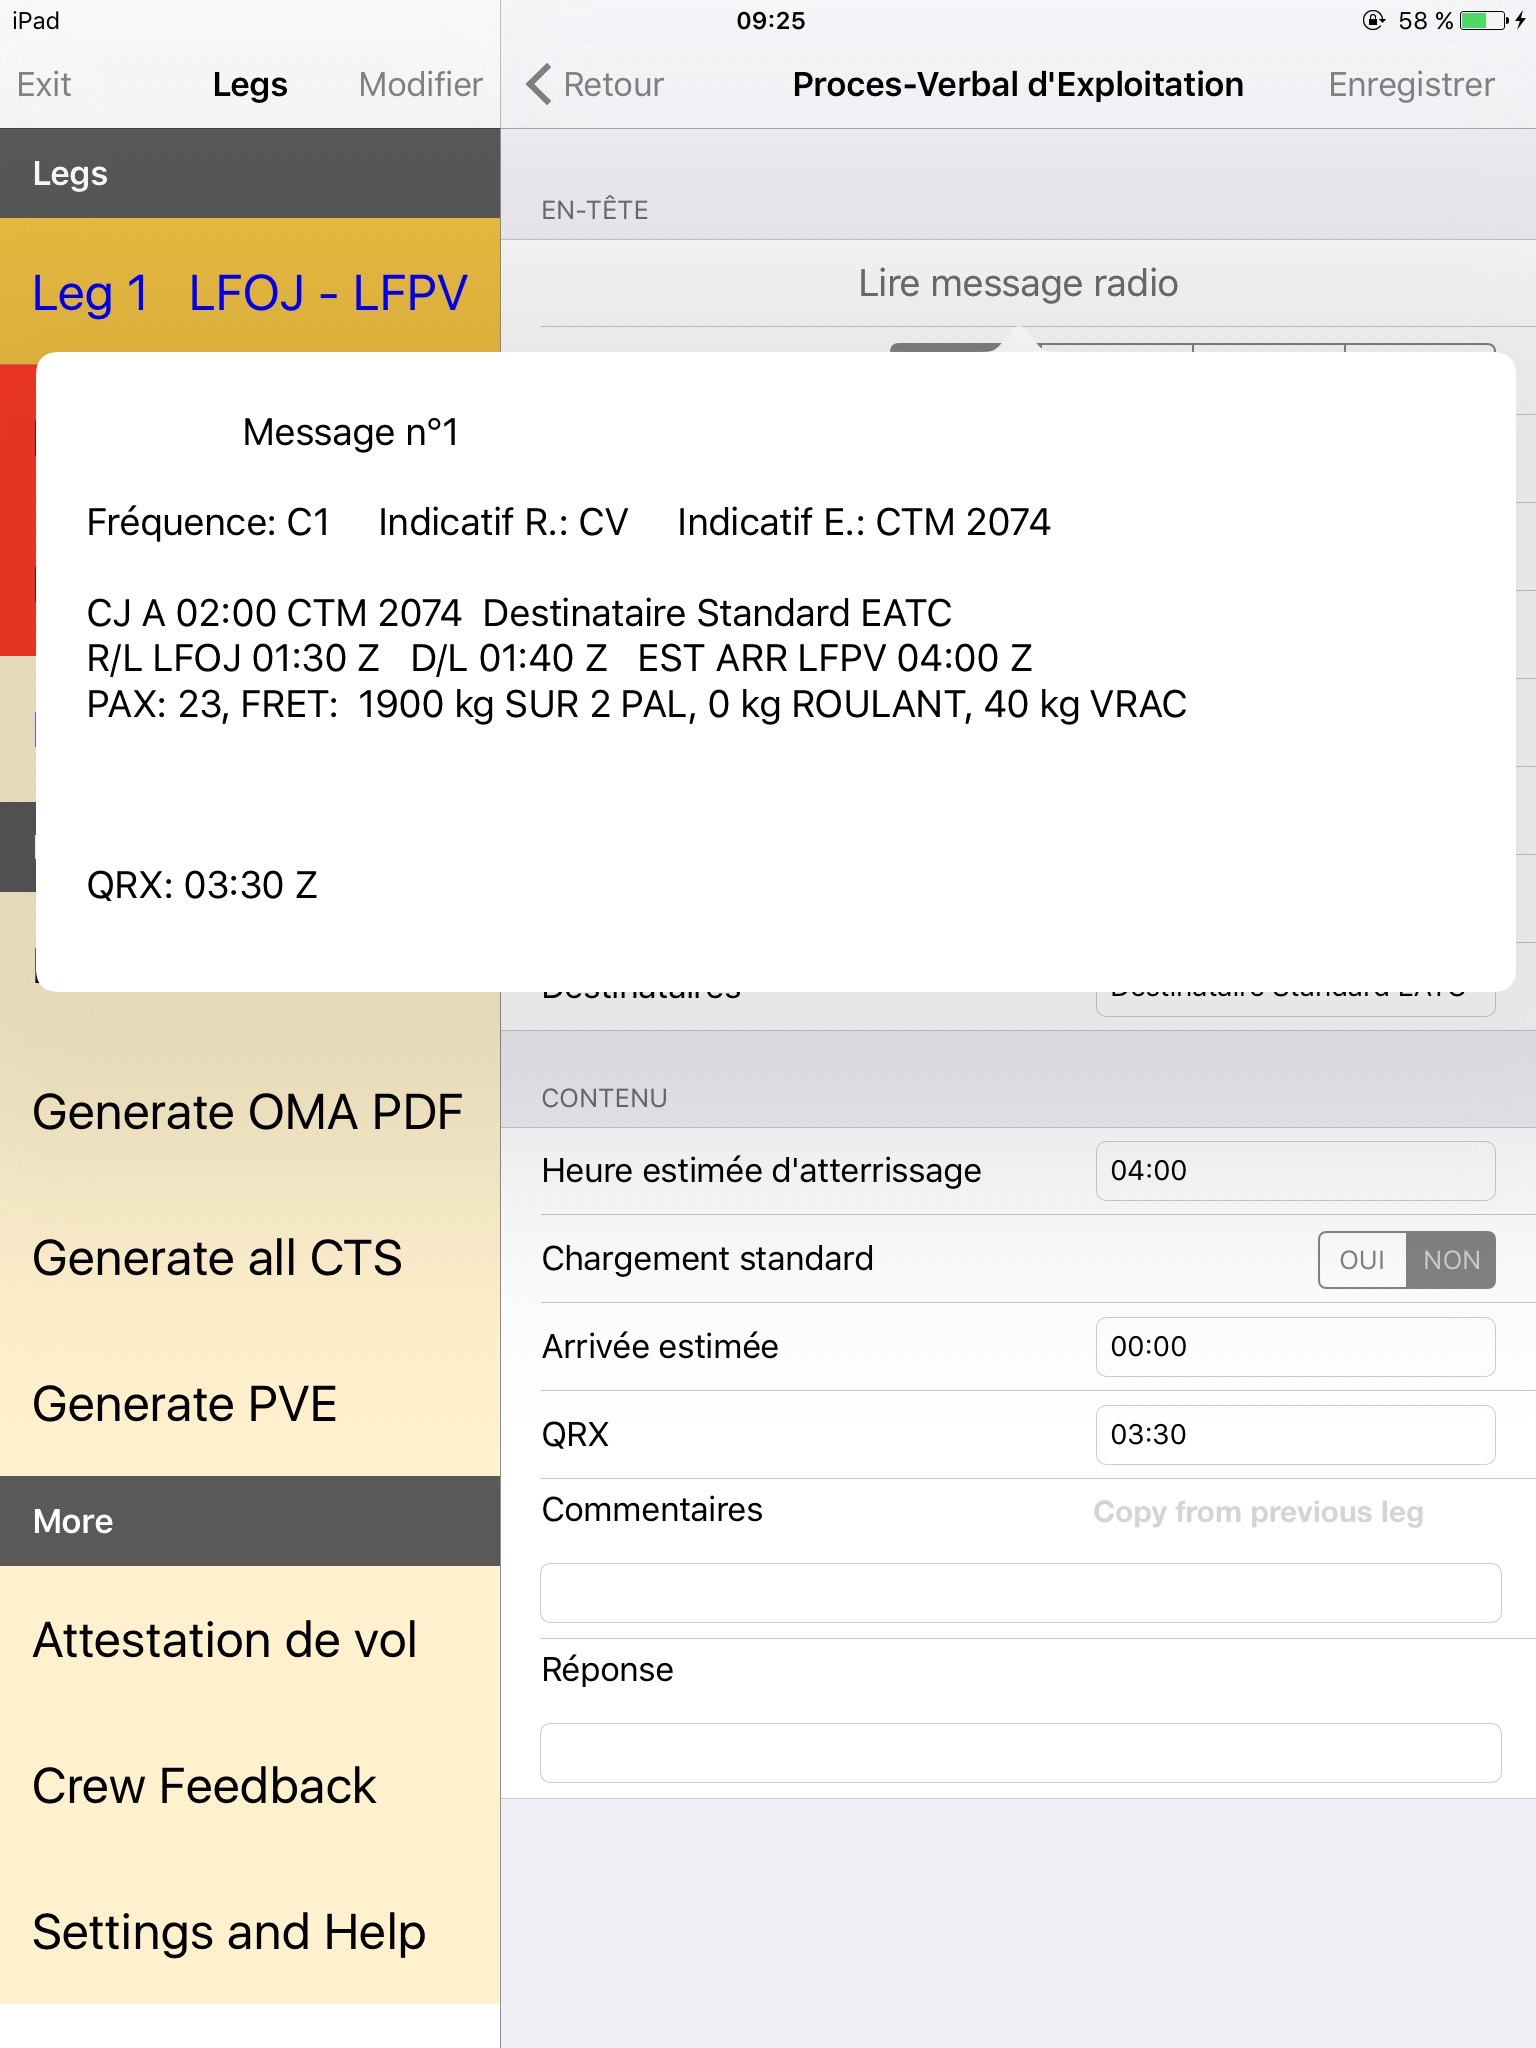 iPad
09:25
58 %
Exit
Legs
Modifier
Retour
Proces-Verbal d'Exploitation
Enregistrer
Legs
Leg 1 LFOJ - LFPV
EN-TÊTE
Lire message radio
Message n°1
Fréquence: C1 Indicatif R.: CV Indicatif E.: CTM 2074
CJ A 02:00 CTM 2074 Destinataire Standard EATC
R/L LFOJ 01:30 Z D/L 01:40 Z EST ARR LFPV 04:00 Z
PAX: 23, FRET: 1900 kg SUR 2 PAL, 0 kg ROULANT, 40 kg VRAC
QRX: 03:30 Z
Destinataires
Destinataire Standard EATC
Generate OMA PDF
Generate all CTS
Generate PVE
More
Attestation de vol
Crew Feedback
Settings and Help
CONTENU
Heure estimée d'atterrissage
04:00
Chargement standard
OUI NON
Arrivée estimée
00:00
QRX
03:30
Commentaires
Copy from previous leg
Réponse